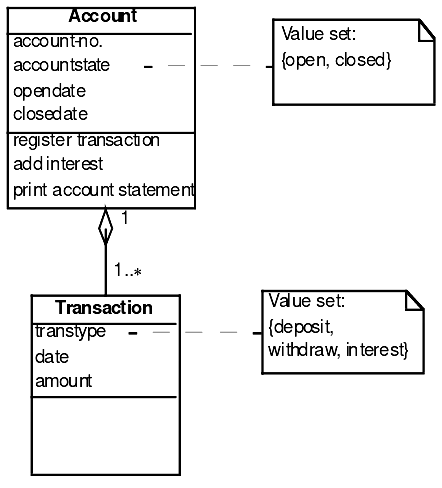 Account
account-no.
accountstate
opendate
closedate
register transaction
add interest
print account statement
Value set:
{open, closed}
1
1..*
Transaction
transtype
date
amount
Value set:
{deposit,
withdraw, interest}